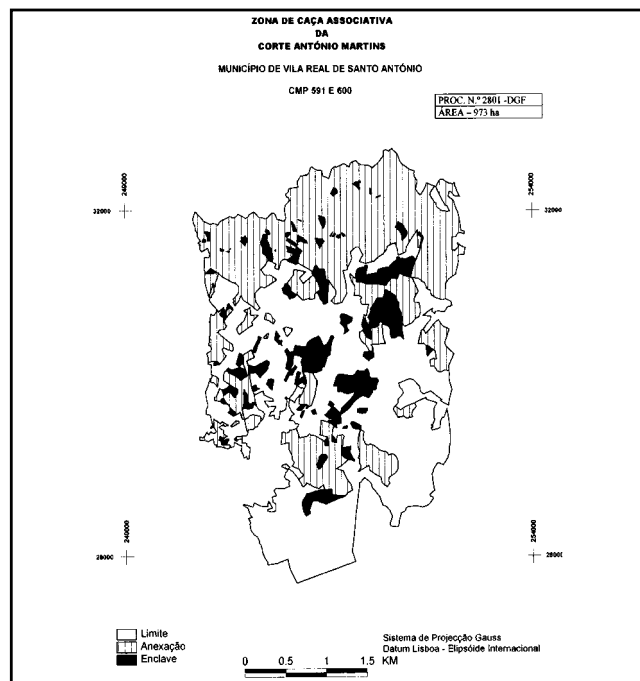 ZONA DE CAÇA ASSOCIATIVA
DA
CORTE ANTÓNIO MARTINS
MUNICÍPIO DE VILA REAL DE SANTO ANTÓNIO
CMP 591 E 600
PROC. N.º 2801 -DGF
ÁREA – 973 ha
254000
32000
32000
28000
28000
254000
Limite
Anexação
Enclave
Sistema de Projecção Gauss
Datum Lisboa - Elipsóide Internacional
0 0.5 1 1.5 KM